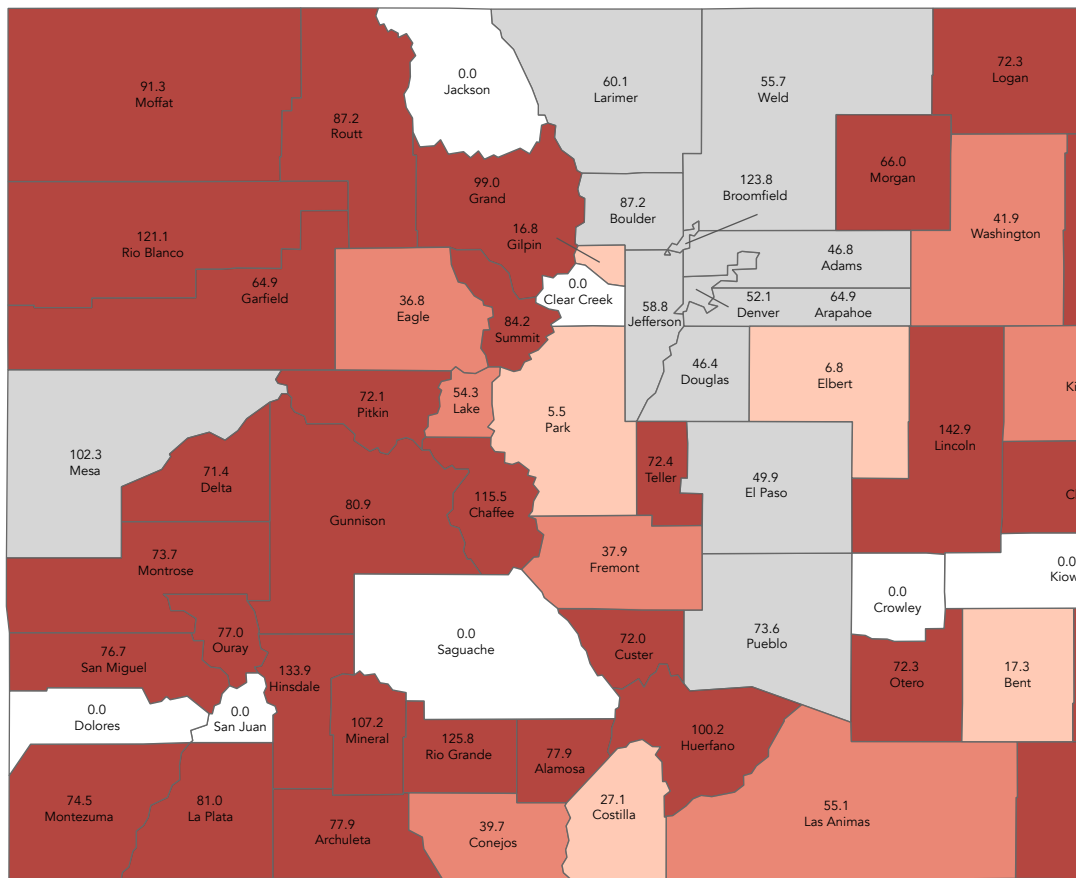 72.3
Logan
0.0
Jackson
60.1
Larimer
55.7
Weld
91.3
Moffat
87.2
Routt
66.0
Morgan
99.0
Grand
123.8
Broomfield
87.2
Boulder
41.9
Washington
16.8
Gilpin
121.1
Rio Blanco
46.8
Adams
64.9
Garfield
0.0
Clear Creek
36.8
Eagle
52.1
Denver
64.9
Arapahoe
58.8
Jefferson
84.2
Summit
46.4
Douglas
6.8
Elbert
72.1
Pitkin
54.3
Lake
Ki
5.5
Park
142.9
Lincoln
102.3
Mesa
71.4
Delta
72.4
Teller
49.9
El Paso
80.9
Gunnison
115.5
Chaffee
C
73.7
Montrose
37.9
Fremont
0.0
Kiow
0.0
Crowley
77.0
Ouray
0.0
Saguache
73.6
Pueblo
76.7
San Miguel
72.0
Custer
133.9
Hinsdale
72.3
Otero
17.3
Bent
0.0
Dolores
0.0
San Juan
107.2
Mineral
125.8
Rio Grande
100.2
Huerfano
77.9
Alamosa
74.5
Montezuma
81.0
La Plata
27.1
Costilla
55.1
Las Animas
77.9
Archuleta
39.7
Conejos